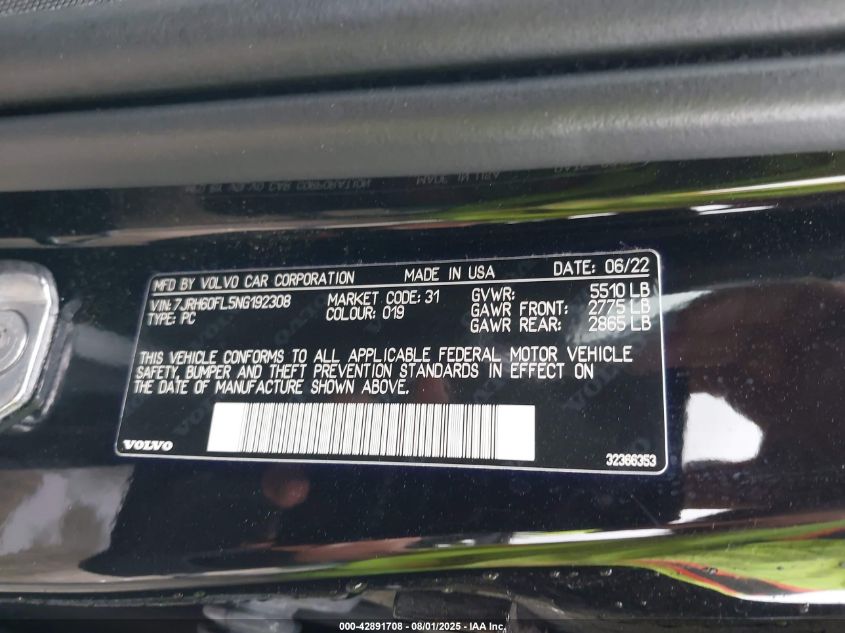 MFD BY VOLVO CAR CORPORATION MADE IN USA DATE: 06/22
VIN: 7JRH60FL5NG192308 MARKET CODE: 31 GVWR: 5510 LB
TYPE: PC COLOUR: 019 GAWR FRONT: 2775 LB
GAWR REAR: 2865 LB
THIS VEHICLE CONFORMS TO ALL APPLICABLE FEDERAL MOTOR VEHICLE
SAFETY, BUMPER AND THEFT PREVENTION STANDARDS IN EFFECT ON
THE DATE OF MANUFACTURE SHOWN ABOVE.
VOLVO 32366353
000-42891708 - 08/01/2025 - IAA Inc.